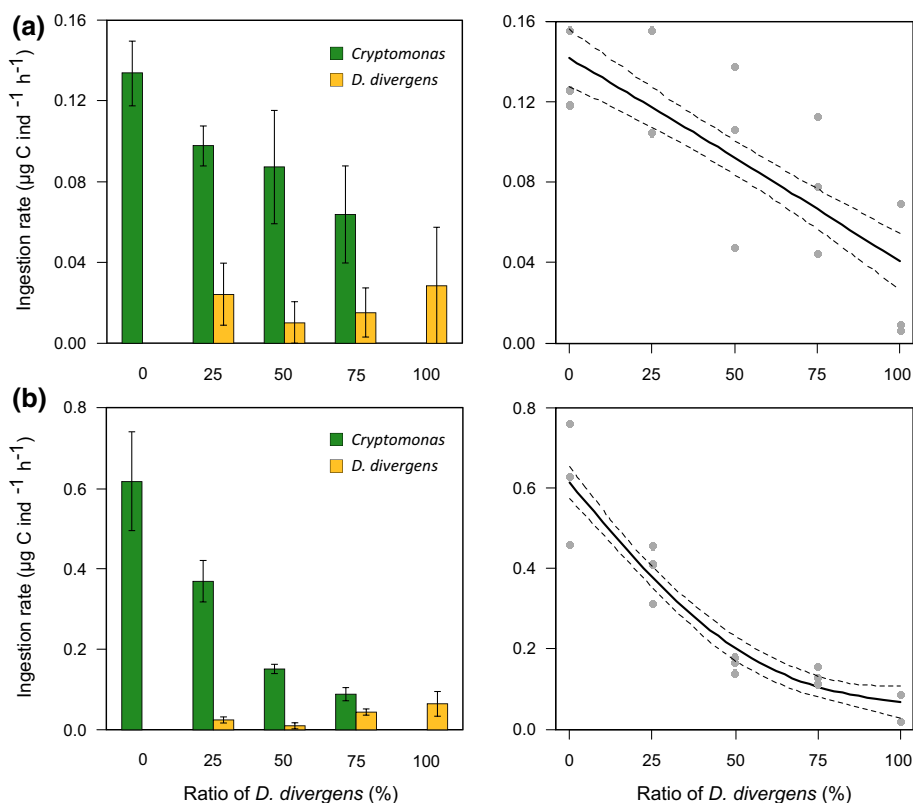 (a)
0.16
0.12
0.08
0.04
0.00
Ingestion rate (µg C ind -1 h-1)
Cryptomonas
D. divergens
0 25 50 75 100
0.16
0.12
0.08
0.04
0.00
0 25 50 75 100
(b)
0.8
0.6
0.4
0.2
0.0
Ingestion rate (µg C ind -1 h-1)
Cryptomonas
D. divergens
0 25 50 75 100
Ratio of D. divergens (%)
0.8
0.6
0.4
0.2
0.0
0 25 50 75 100
Ratio of D. divergens (%)